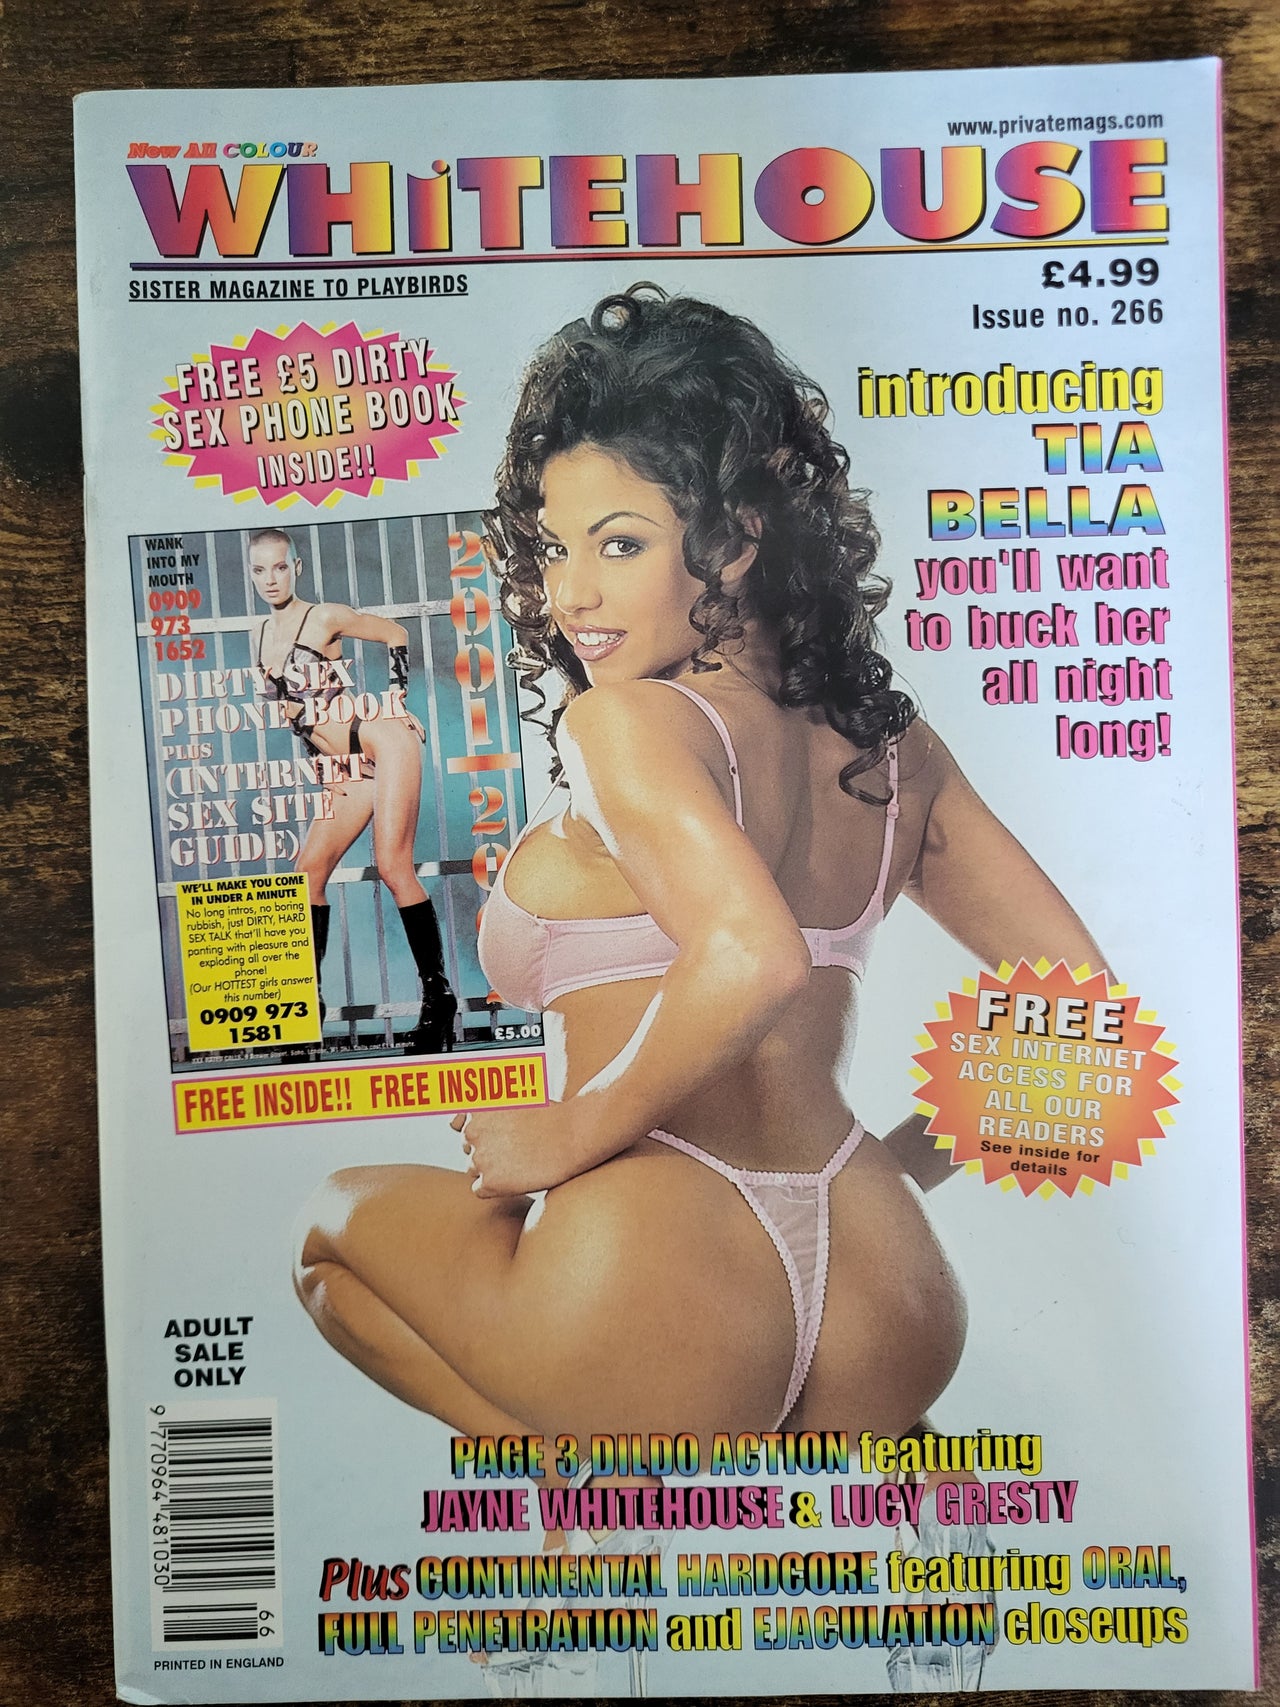 www.privatemags.com
New All COLOUR
WHiTEHOUSE
SISTER MAGAZINE TO PLAYBIRDS
£4.99
Issue no. 266
FREE £5 DIRTY
SEX PHONE BOOK
INSIDE!!
introducing
TIA
BELLA
you'll want
to buck her
all night
long!
WANK
INTO MY
MOUTH
0909
973
1652
DIRTY SEX
PHONE BOOK
PLUS
(INTERNET
SEX SITE
GUIDE)
2001-20
WE'LL MAKE YOU COME
IN UNDER A MINUTE
No long intros, no boring
rubbish, just DIRTY, HARD
SEX TALK that'll have you
panting with pleasure and
exploding all over the
phone!
(Our HOTTEST girls answer
this number)
0909 973
1581
£5.00
FREE INSIDE!! FREE INSIDE!!
FREE
SEX INTERNET
ACCESS FOR
ALL OUR
READERS
See inside for
details
ADULT
SALE
ONLY
9 770964 481030
66
PRINTED IN ENGLAND
PAGE 3 DILDO ACTION featuring
JAYNE WHITEHOUSE & LUCY GRESTY
Plus CONTINENTAL HARDCORE featuring ORAL,
FULL PENETRATION and EJACULATION closeups